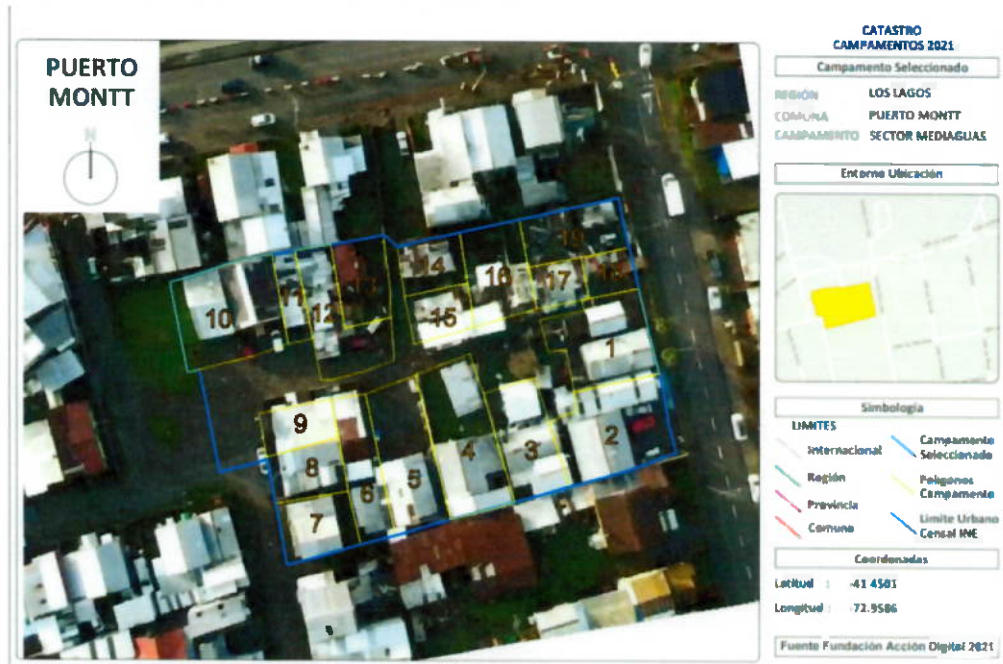 PUERTO
MONTT
N
14
16
17
10
11
12
15
1
9
8
4
3
2
6
5
7
CATASTRO
CAMPAMENTOS 2021
Campamento Seleccionado
REGIÓN LOS LAGOS
COMUNA PUERTO MONTT
CAMPAMENTO SECTOR MEDIAGUAS
Entorno Ubicación
Simbología
LIMITES
Internacional
Región
Provincia
Comuna
Campamento
Seleccionado
Polígonos
Campamento
Limite Urbano
Censal INE
Coordenadas
Latitud : -41.4501
Longitud : -72.9586
Fuente Fundación Acción Digital 2021